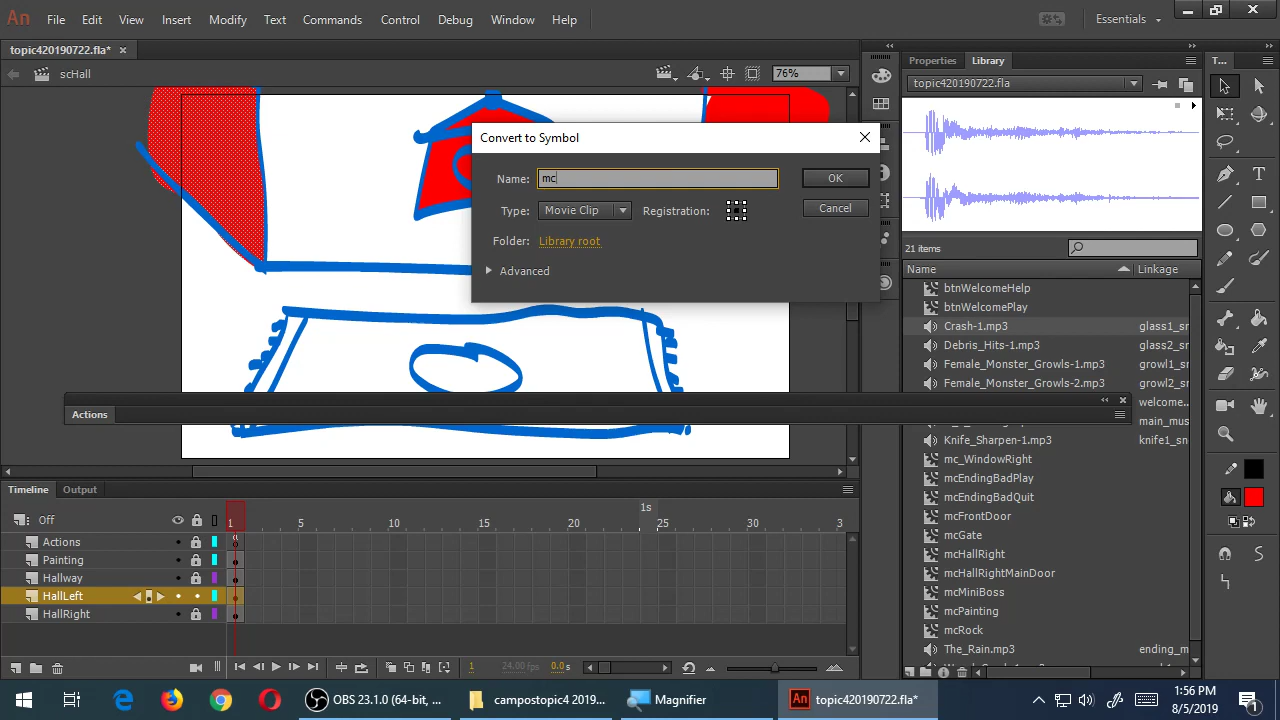 An File Edit View Insert Modify Text Commands Control Debug Window Help Essentials
topic420190722.fla* ×
scHall 76%
Properties Library T...
topic420190722.fla
Convert to Symbol
Name: mc OK
Type: Movie Clip Registration: Cancel
Folder: Library root
Advanced
21 items
Name Linkage
btnWelcomeHelp
btnWelcomePlay
Crash-1.mp3 glass1_sn
Debris_Hits-1.mp3 glass2_sn
Female_Monster_Growls-1.mp3 growl1_sn
Female_Monster_Growls-2.mp3 growl2_sn
welcome..
main_mus
Knife_Sharpen-1.mp3 knife1_sn
mc_WindowRight
mcEndingBadPlay
mcEndingBadQuit
mcFrontDoor
mcGate
mcHallRight
mcHallRightMainDoor
mcMiniBoss
mcPainting
mcRock
The_Rain.mp3 ending_m
Actions
Timeline Output
Off 1s
1 5 10 15 20 25 30 3
Actions
Painting
Hallway
HallLeft
HallRight
1 24.00 fps 0.0 s
OBS 23.1.0 (64-bit, ... campostopic4 2019... Magnifier An topic420190722.fla*
1:56 PM
8/5/2019
1